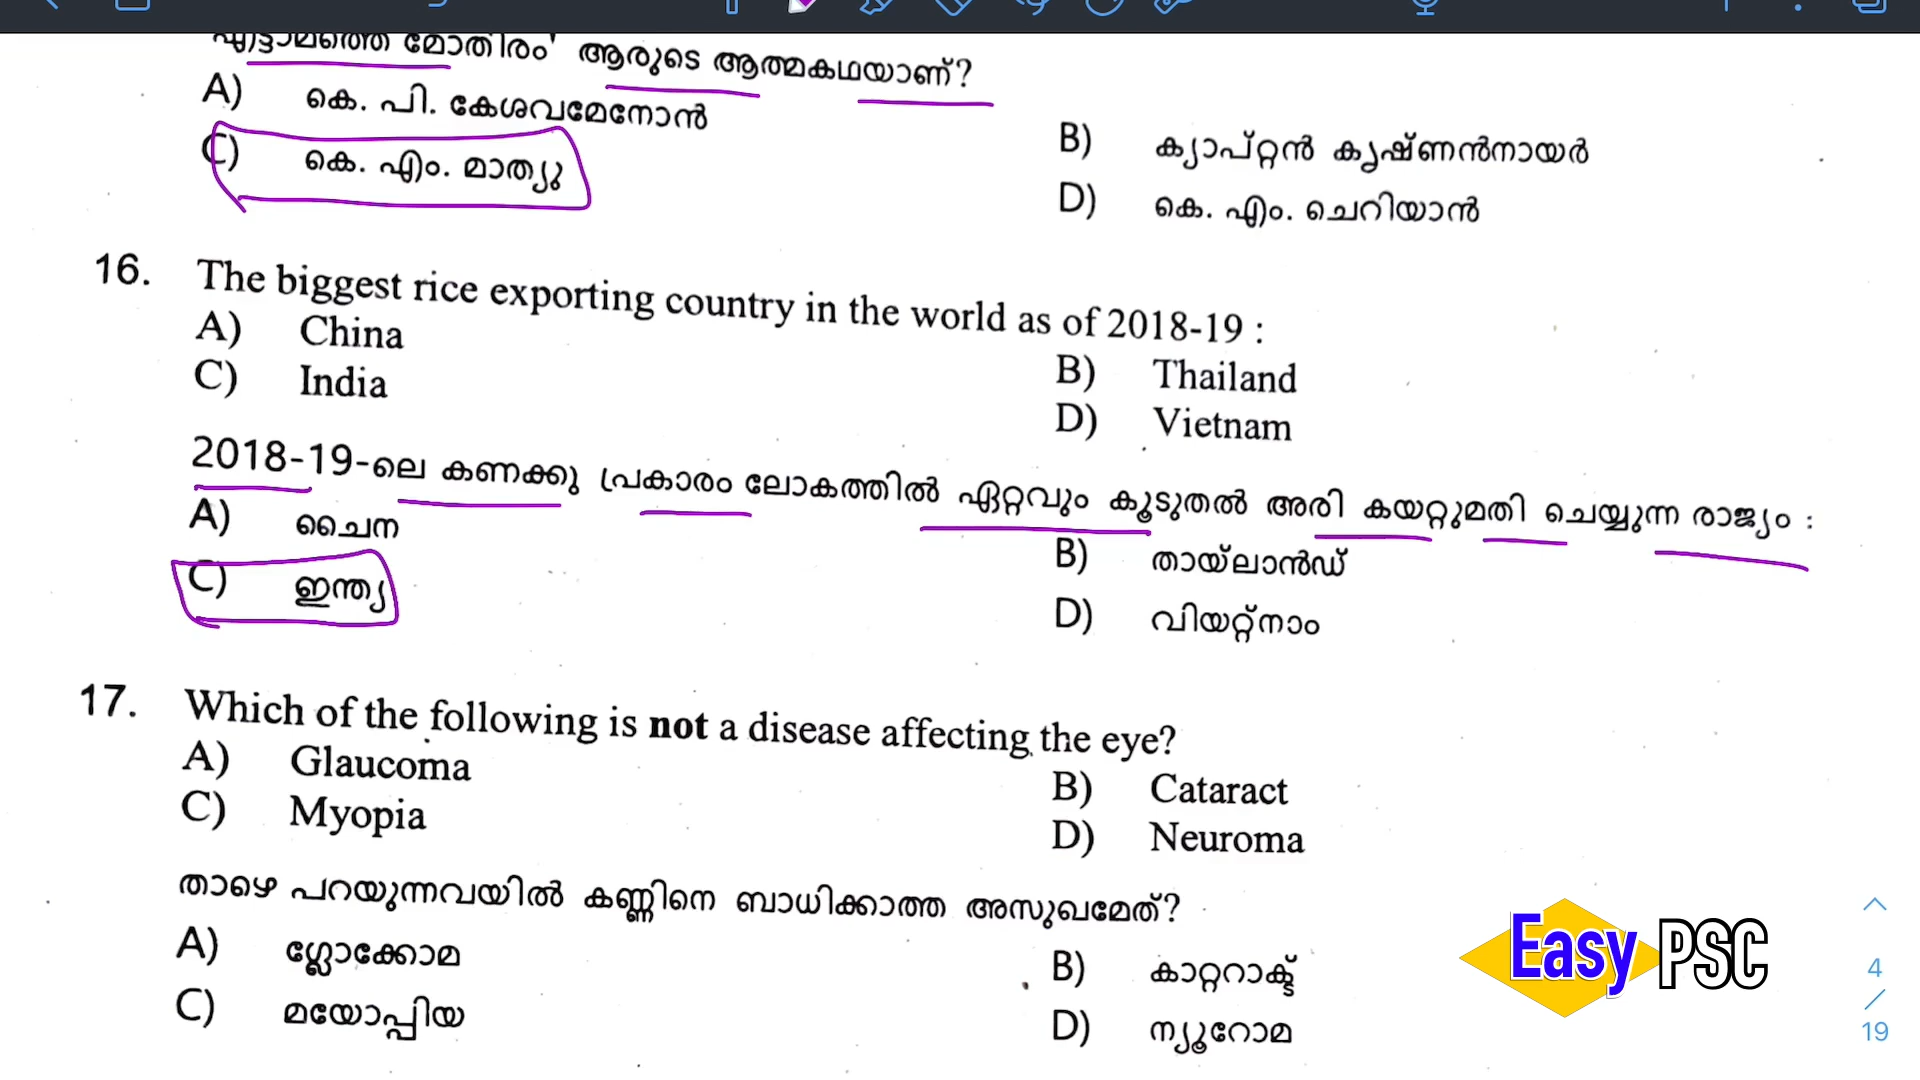 എട്ടാമത്തെ മോതിരം' ആരുടെ ആത്മകഥയാണ്?
A) കെ. പി. കേശവമേനോൻ
B) ക്യാപ്റ്റൻ കൃഷ്ണൻനായർ
C) കെ. എം. മാത്യു
D) കെ. എം. ചെറിയാൻ
16. The biggest rice exporting country in the world as of 2018-19 :
A) China
B) Thailand
C) India
D) Vietnam
2018-19-ലെ കണക്കു പ്രകാരം ലോകത്തിൽ ഏറ്റവും കൂടുതൽ അരി കയറ്റുമതി ചെയ്യുന്ന രാജ്യം :
A) ചൈന
B) തായ്‌ലാൻഡ്
C) ഇന്ത്യ
D) വിയറ്റ്നാം
17. Which of the following is not a disease affecting the eye?
A) Glaucoma
B) Cataract
C) Myopia
D) Neuroma
താഴെ പറയുന്നവയിൽ കണ്ണിനെ ബാധിക്കാത്ത അസുഖമേത്?
A) ഗ്ലോക്കോമ
B) കാറ്ററാക്ട്
C) മയോപ്പിയ
D) ന്യൂറോമ
Easy PSC
4
/
19